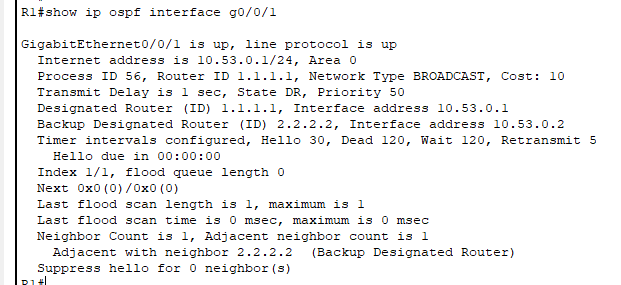 R1#show ip ospf interface g0/0/1
GigabitEthernet0/0/1 is up, line protocol is up
Internet address is 10.53.0.1/24, Area 0
Process ID 56, Router ID 1.1.1.1, Network Type BROADCAST, Cost: 10
Transmit Delay is 1 sec, State DR, Priority 50
Designated Router (ID) 1.1.1.1, Interface address 10.53.0.1
Backup Designated Router (ID) 2.2.2.2, Interface address 10.53.0.2
Timer intervals configured, Hello 30, Dead 120, Wait 120, Retransmit 5
Hello due in 00:00:00
Index 1/1, flood queue length 0
Next 0x0(0)/0x0(0)
Last flood scan length is 1, maximum is 1
Last flood scan time is 0 msec, maximum is 0 msec
Neighbor Count is 1, Adjacent neighbor count is 1
Adjacent with neighbor 2.2.2.2 (Backup Designated Router)
Suppress hello for 0 neighbor(s)
R1#